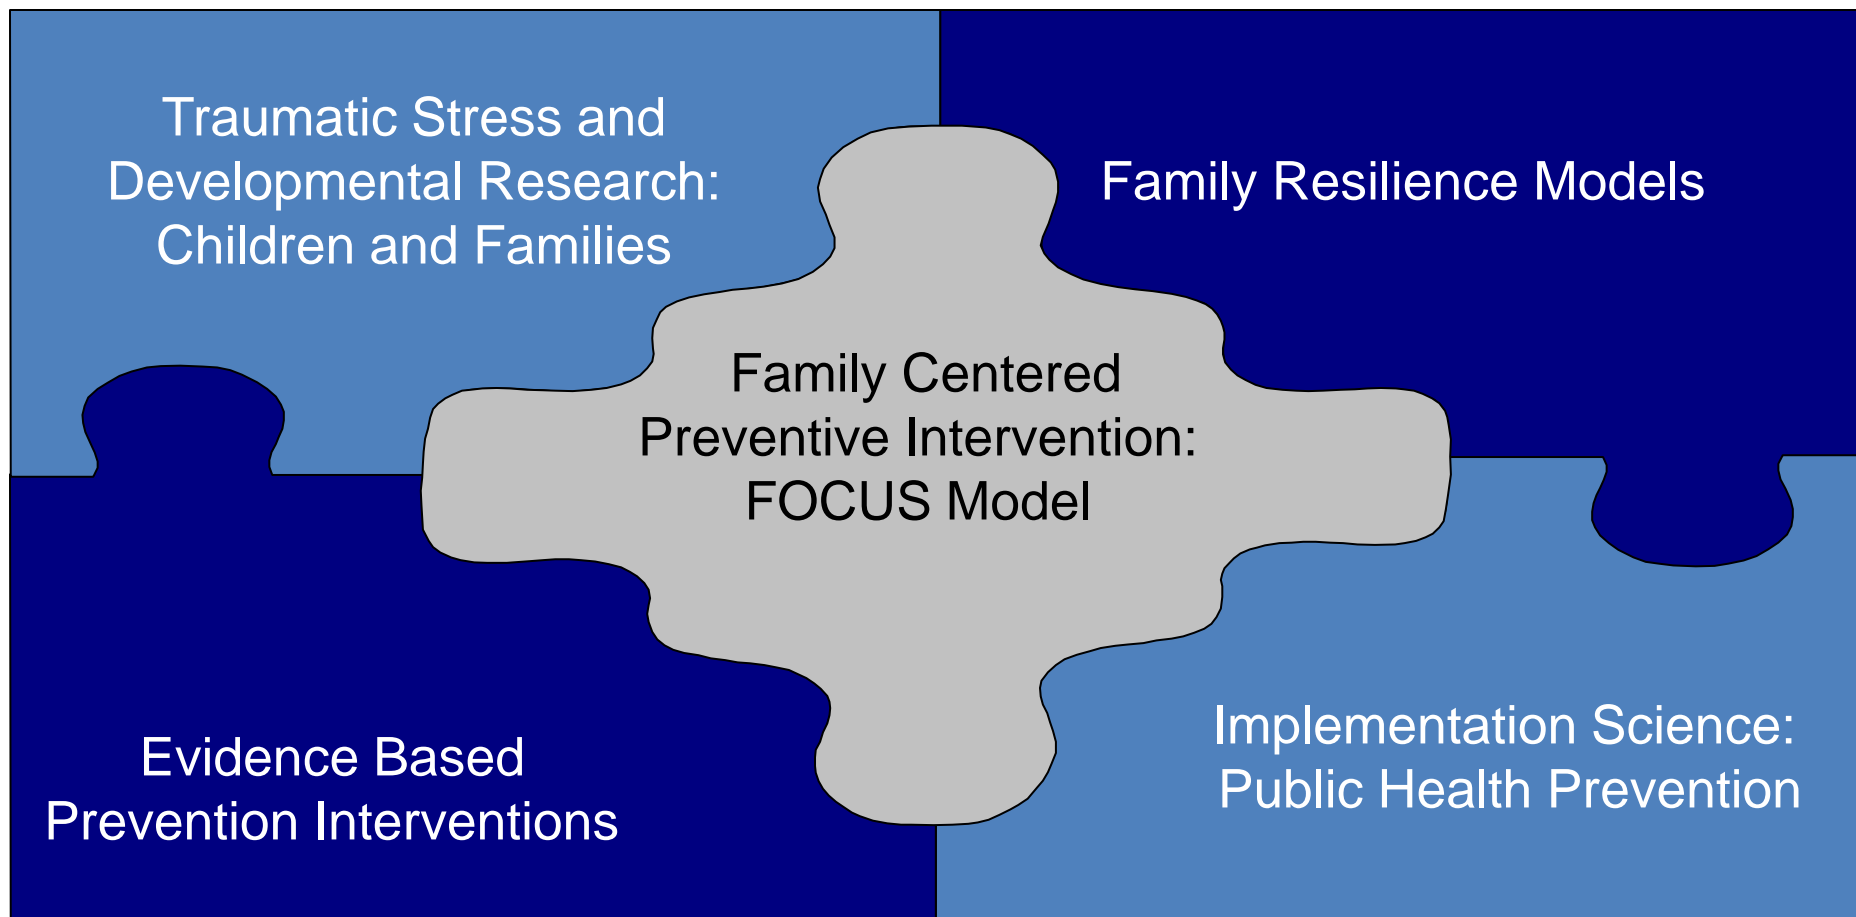 Traumatic Stress and
Developmental Research:
Children and Families
Family Resilience Models
Family Centered
Preventive Intervention:
FOCUS Model
Evidence Based
Prevention Interventions
Implementation Science:
Public Health Prevention